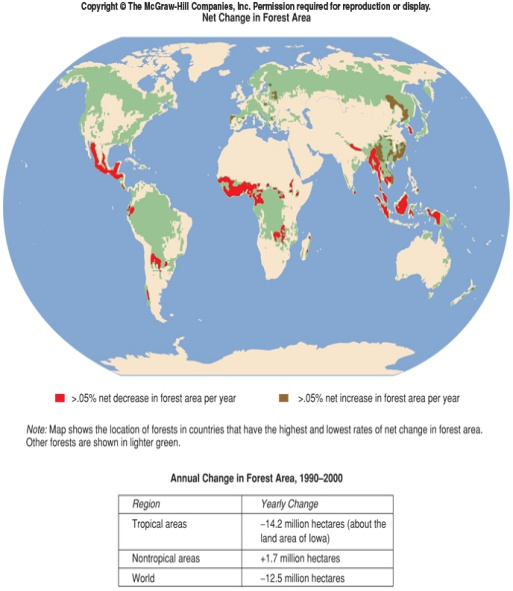 Copyright © The McGraw-Hill Companies, Inc. Permission required for reproduction or display.
Net Change in Forest Area
>.05% net decrease in forest area per year
>.05% net increase in forest area per year
Note: Map shows the location of forests in countries that have the highest and lowest rates of net change in forest area.
Other forests are shown in lighter green.
Annual Change in Forest Area, 1990–2000
Region
Yearly Change
Tropical areas
–14.2 million hectares (about the
land area of Iowa)
Nontropical areas
+1.7 million hectares
World
–12.5 million hectares